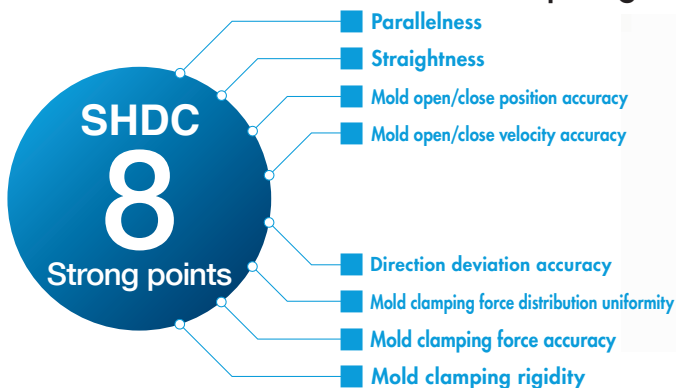 SHDC
8
Strong points
Parallelness
Straightness
Mold open/close position accuracy
Mold open/close velocity accuracy
Direction deviation accuracy
Mold clamping force distribution uniformity
Mold clamping force accuracy
Mold clamping rigidity